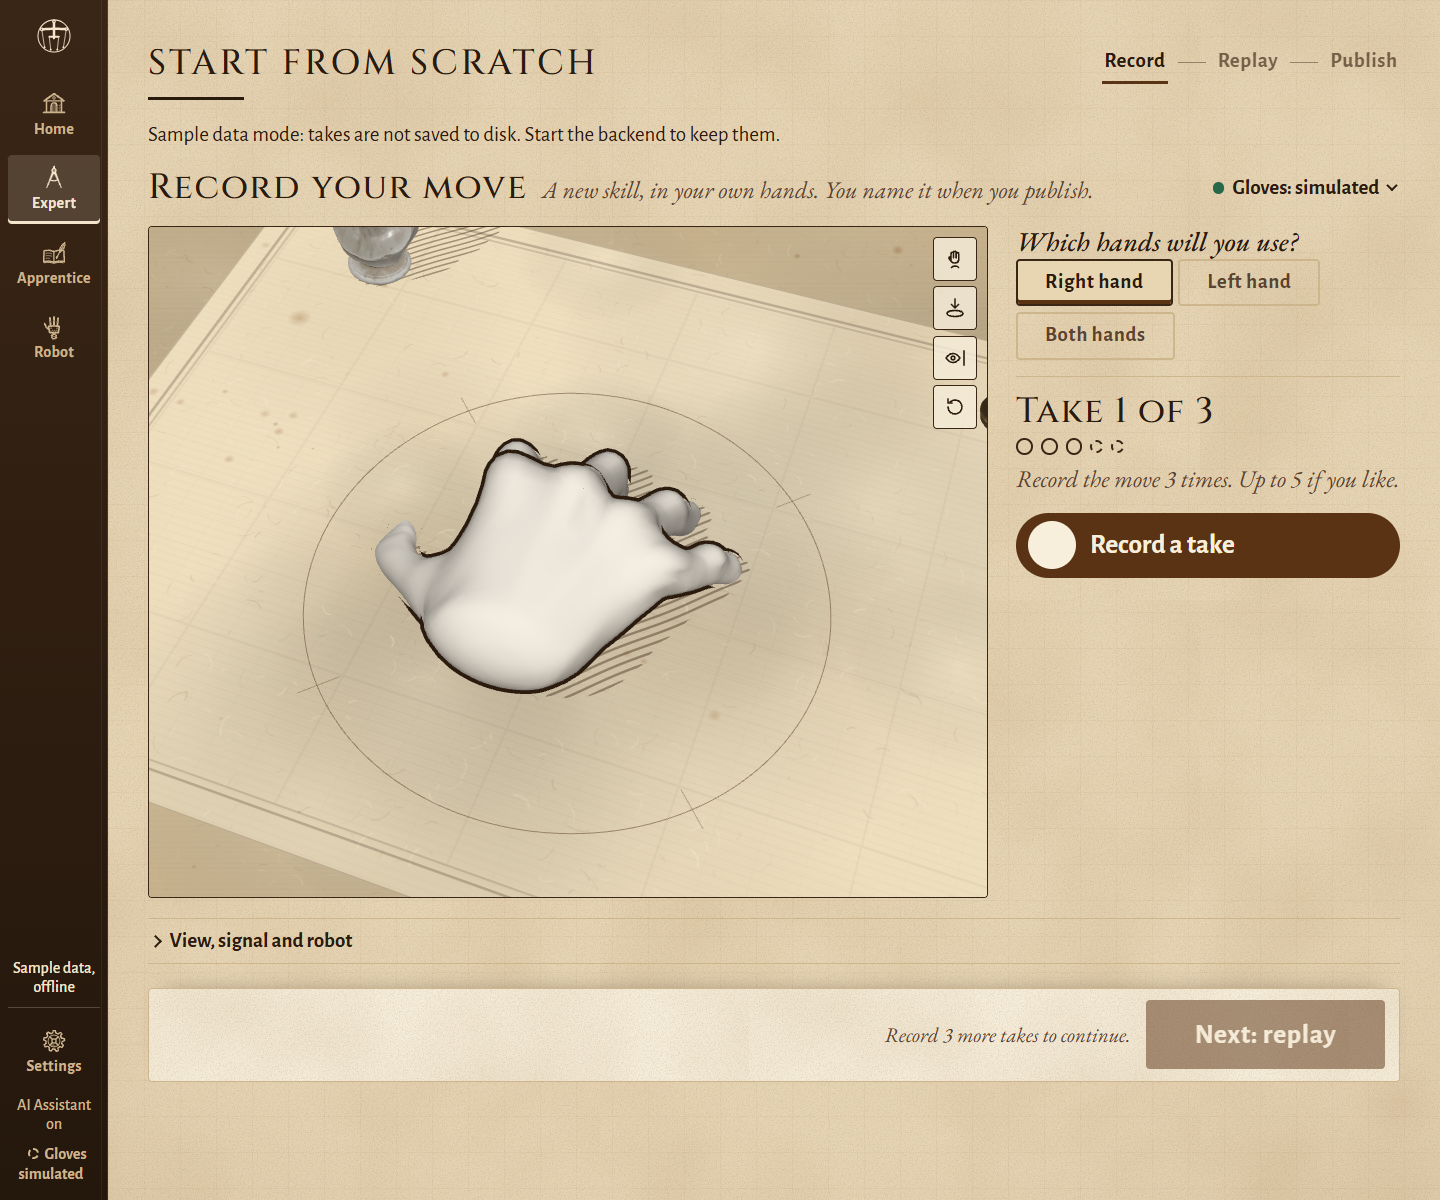 START FROM SCRATCH
Record
Replay
Publish
Home
Sample data mode: takes are not saved to disk. Start the backend to keep them.
Expert
RECORD YOUR MOVE
A new skill, in your own hands. You name it when you publish.
Gloves: simulated
Apprentice
Robot
Which hands will you use?
Right hand
Left hand
Both hands
TAKE 1 OF 3
Record the move 3 times. Up to 5 if you like.
Record a take
View, signal and robot
Sample data,
offline
Record 3 more takes to continue.
Next: replay
Settings
AI Assistant
on
Gloves
simulated